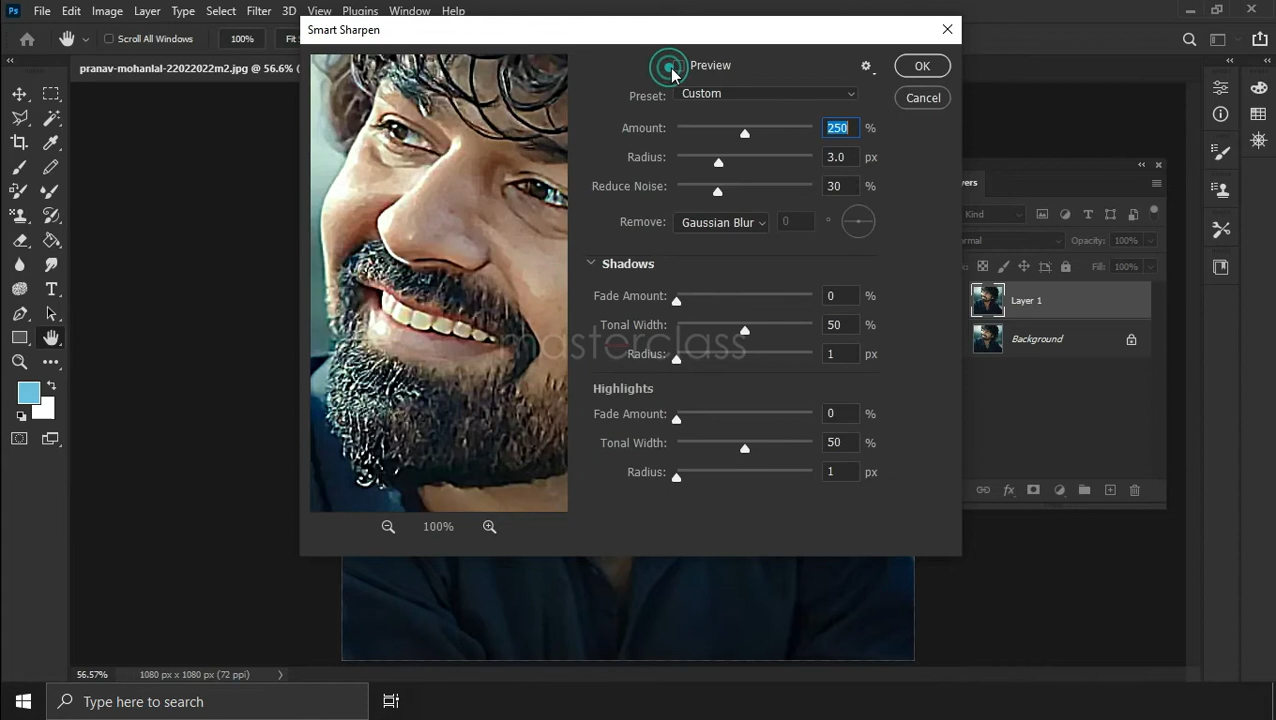 Ps File Edit Image Layer Type Select Filter 3D View Plugins Window Help
Scroll All Windows 100%
pranav-mohanlal-22022022m2.jpg @ 56.6%
Smart Sharpen
Preview
OK
Preset: Custom
Cancel
Amount: 250 %
Radius: 3.0 px
Reduce Noise: 30 %
Remove: Gaussian Blur 0 °
Shadows
Fade Amount: 0 %
Tonal Width: 50 %
Radius: 1 px
masterclass
Highlights
Fade Amount: 0 %
Tonal Width: 50 %
Radius: 1 px
100%
Kind
Opacity: 100%
Fill: 100%
Layer 1
Background
fx
56.57% 1080 px x 1080 px (72 ppi)
Type here to search